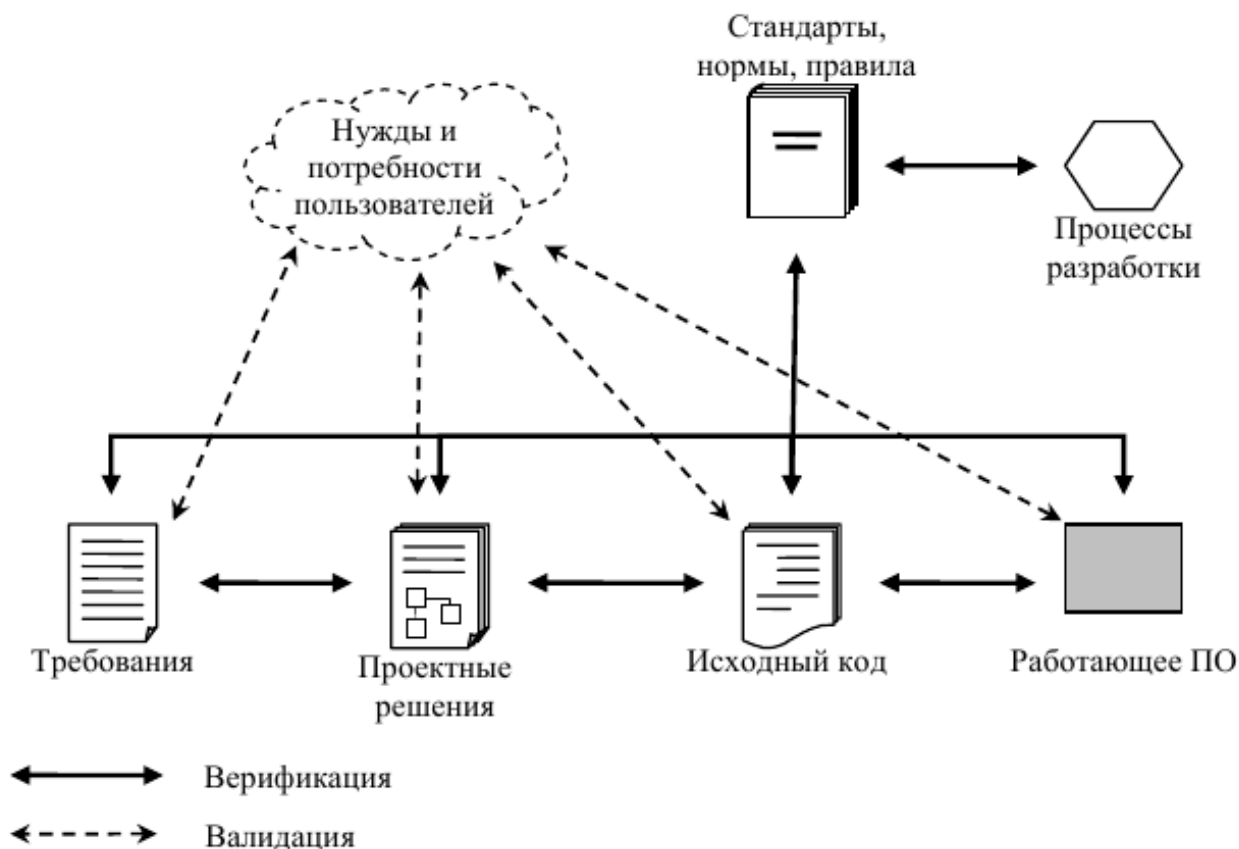 Стандарты,
нормы, правила
Нужды и
потребности
пользователей
Процессы
разработки
Требования
Проектные
решения
Исходный код
Работающее ПО
Верификация
Валидация